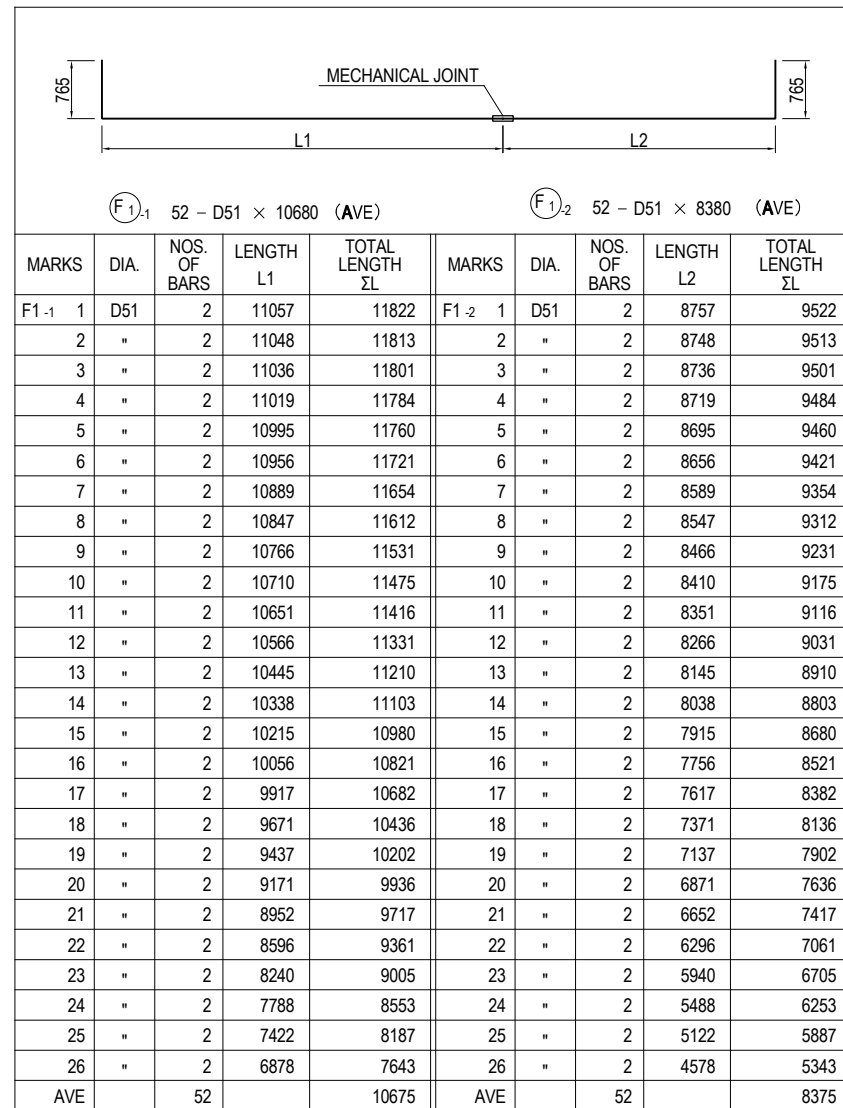 765
MECHANICAL JOINT
765
L1
L2
F 1 -1 52 – D51 × 10680 (AVE)
F 1 -2 52 – D51 × 8380 (AVE)
MARKS DIA. NOS. OF BARS LENGTH L1 TOTAL LENGTH ΣL MARKS DIA. NOS. OF BARS LENGTH L2 TOTAL LENGTH ΣL
F1 -1 1 D51 2 11057 11822 F1 -2 1 D51 2 8757 9522
2 " 2 11048 11813 2 " 2 8748 9513
3 " 2 11036 11801 3 " 2 8736 9501
4 " 2 11019 11784 4 " 2 8719 9484
5 " 2 10995 11760 5 " 2 8695 9460
6 " 2 10956 11721 6 " 2 8656 9421
7 " 2 10889 11654 7 " 2 8589 9354
8 " 2 10847 11612 8 " 2 8547 9312
9 " 2 10766 11531 9 " 2 8466 9231
10 " 2 10710 11475 10 " 2 8410 9175
11 " 2 10651 11416 11 " 2 8351 9116
12 " 2 10566 11331 12 " 2 8266 9031
13 " 2 10445 11210 13 " 2 8145 8910
14 " 2 10338 11103 14 " 2 8038 8803
15 " 2 10215 10980 15 " 2 7915 8680
16 " 2 10056 10821 16 " 2 7756 8521
17 " 2 9917 10682 17 " 2 7617 8382
18 " 2 9671 10436 18 " 2 7371 8136
19 " 2 9437 10202 19 " 2 7137 7902
20 " 2 9171 9936 20 " 2 6871 7636
21 " 2 8952 9717 21 " 2 6652 7417
22 " 2 8596 9361 22 " 2 6296 7061
23 " 2 8240 9005 23 " 2 5940 6705
24 " 2 7788 8553 24 " 2 5488 6253
25 " 2 7422 8187 25 " 2 5122 5887
26 " 2 6878 7643 26 " 2 4578 5343
AVE 52 10675 AVE 52 8375